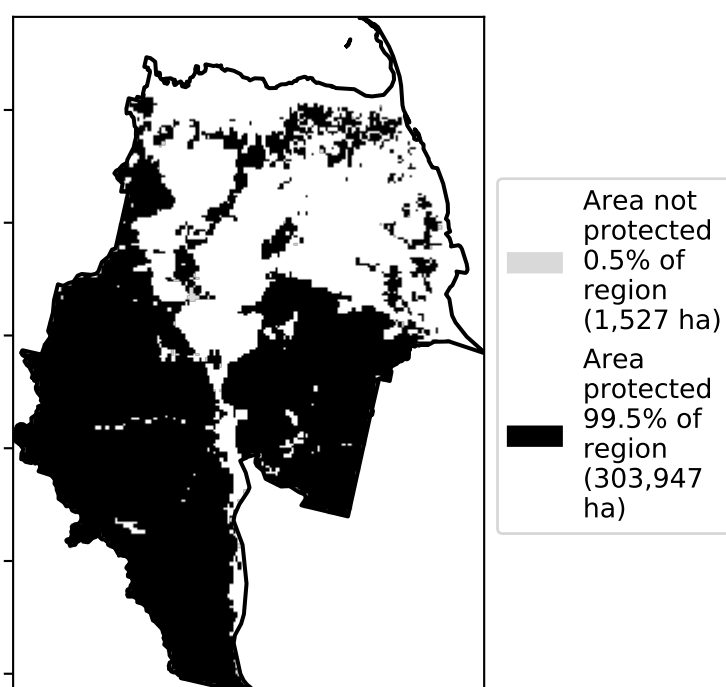 Area not
protected
0.5% of
region
(1,527 ha)
Area
protected
99.5% of
region
(303,947
ha)